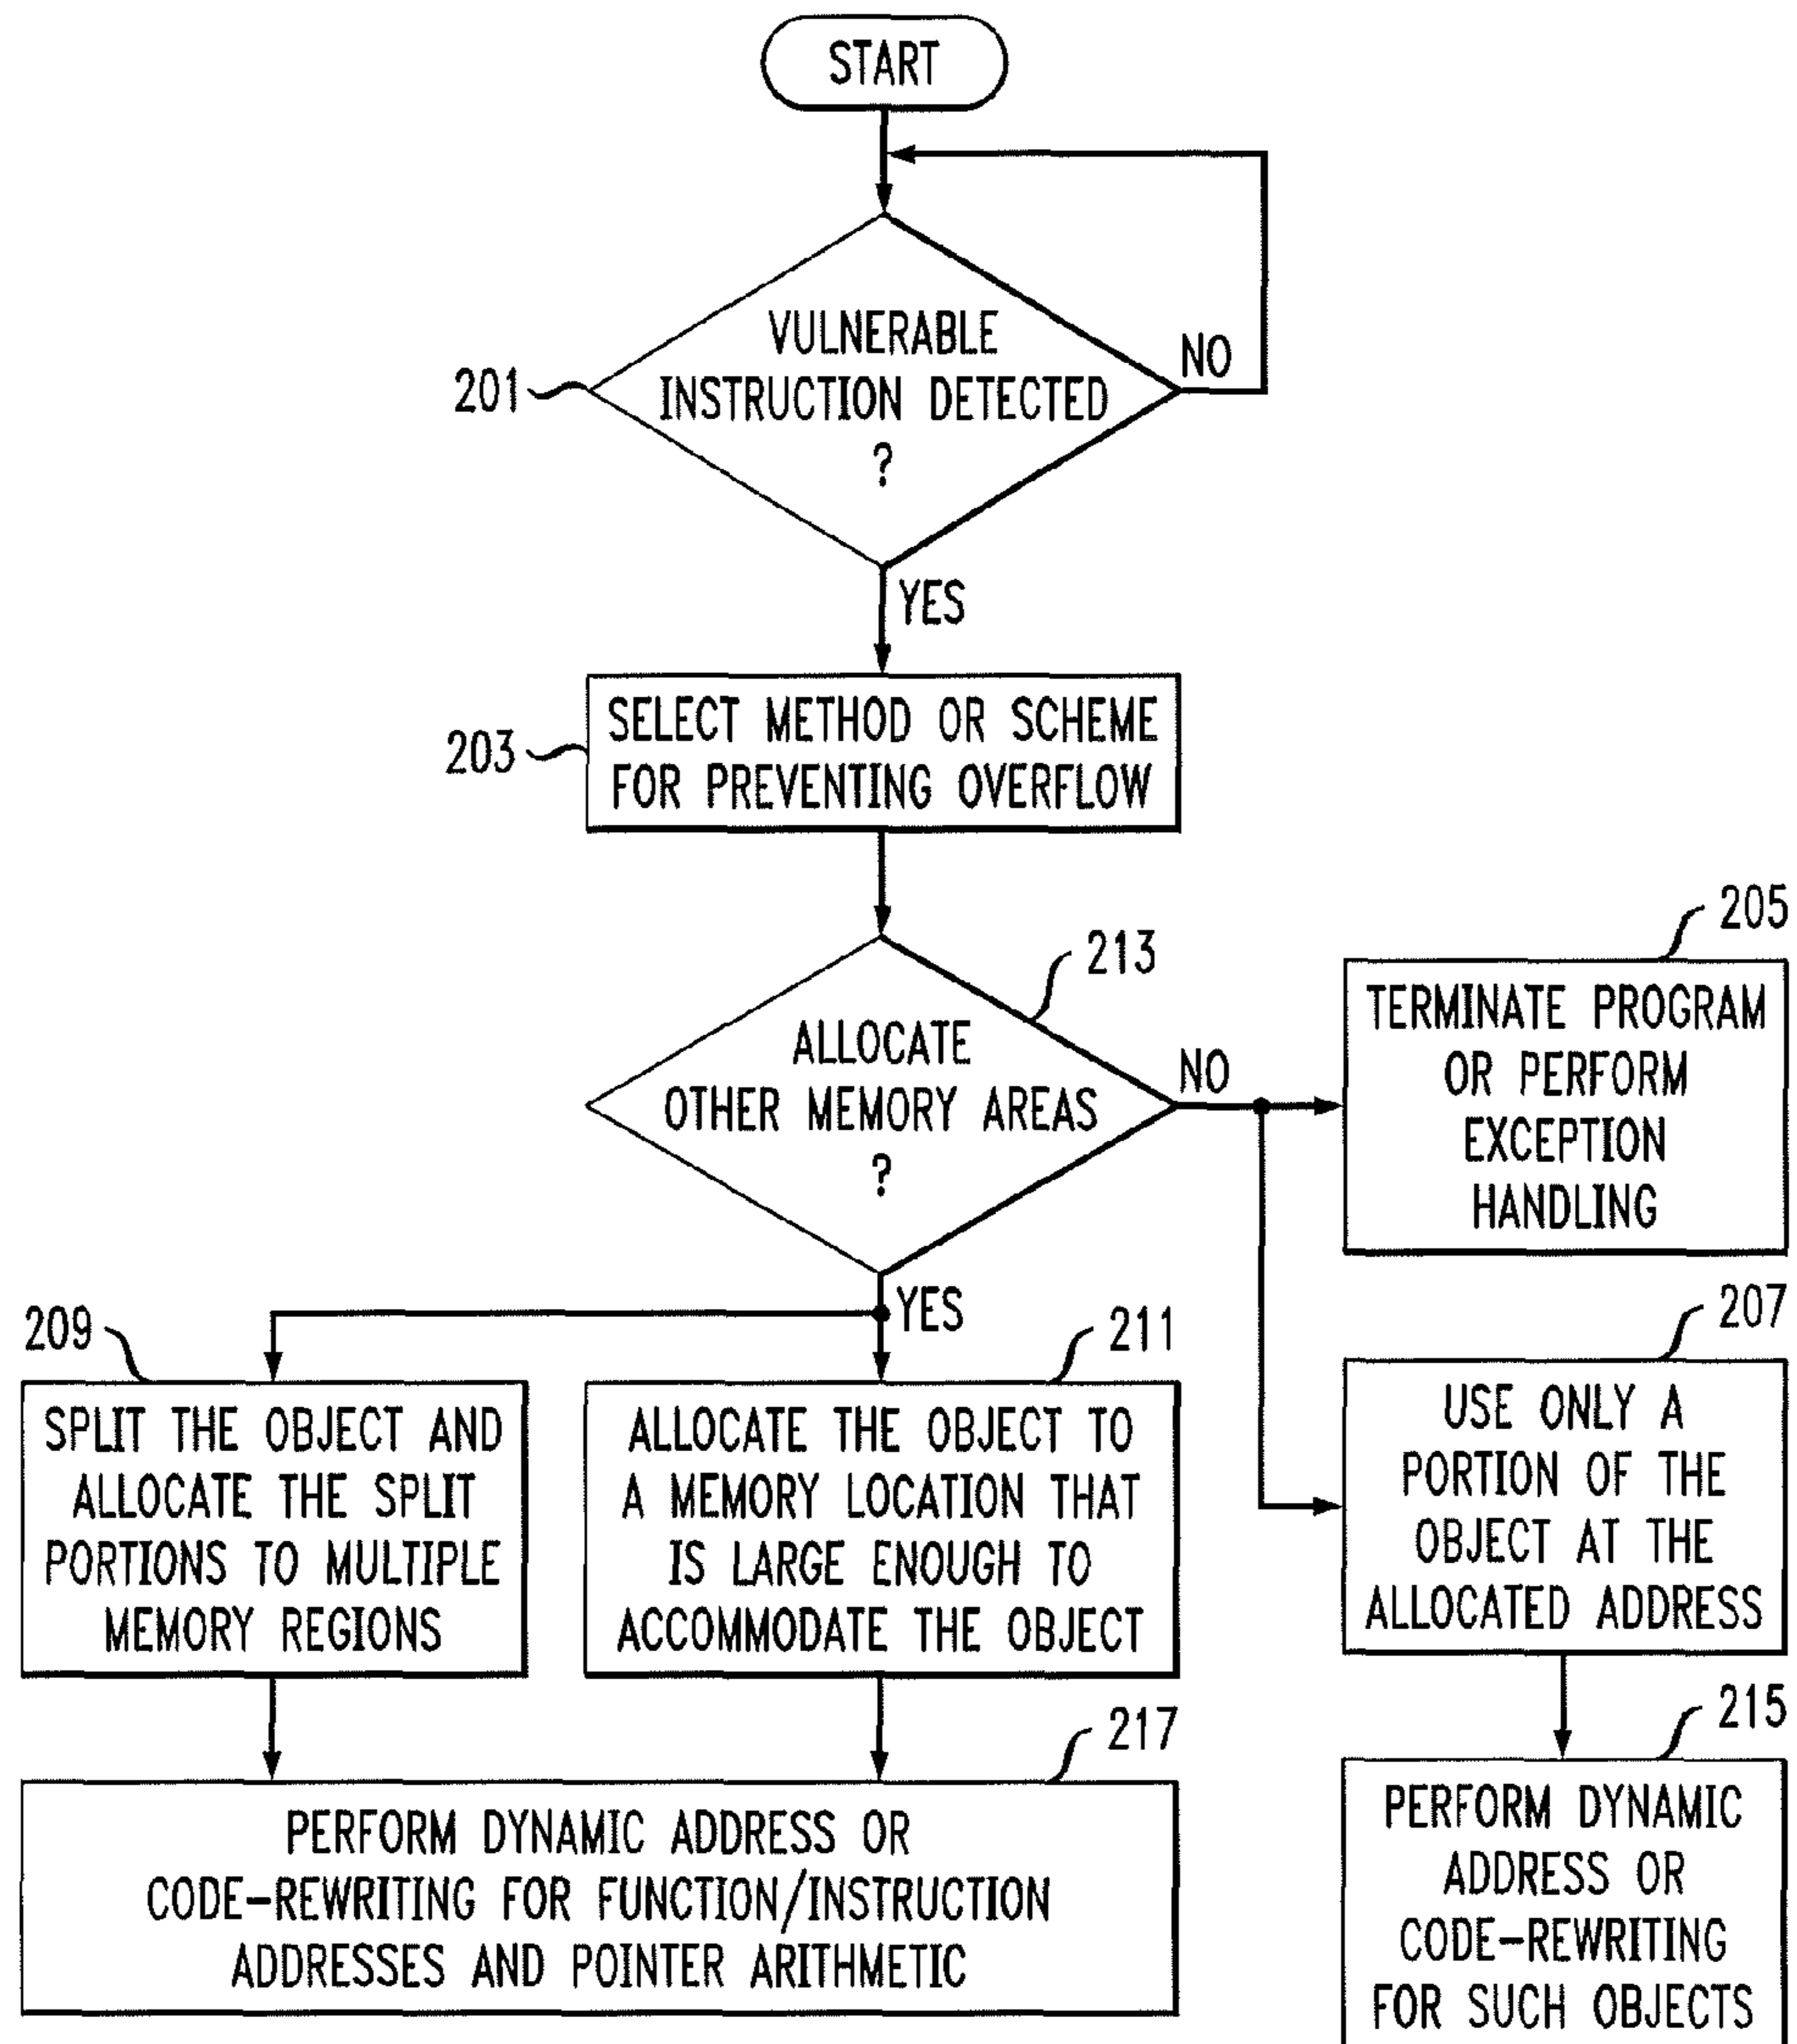 START
VULNERABLE
INSTRUCTION DETECTED
?
NO
201
YES
SELECT METHOD OR SCHEME
FOR PREVENTING OVERFLOW
203
213
ALLOCATE
OTHER MEMORY AREAS
?
NO
205
TERMINATE PROGRAM
OR PERFORM
EXCEPTION
HANDLING
YES
209
SPLIT THE OBJECT AND
ALLOCATE THE SPLIT
PORTIONS TO MULTIPLE
MEMORY REGIONS
211
ALLOCATE THE OBJECT TO
A MEMORY LOCATION THAT
IS LARGE ENOUGH TO
ACCOMMODATE THE OBJECT
207
USE ONLY A
PORTION OF THE
OBJECT AT THE
ALLOCATED ADDRESS
217
PERFORM DYNAMIC ADDRESS OR
CODE-REWRITING FOR FUNCTION/INSTRUCTION
ADDRESSES AND POINTER ARITHMETIC
215
PERFORM DYNAMIC
ADDRESS OR
CODE-REWRITING
FOR SUCH OBJECTS